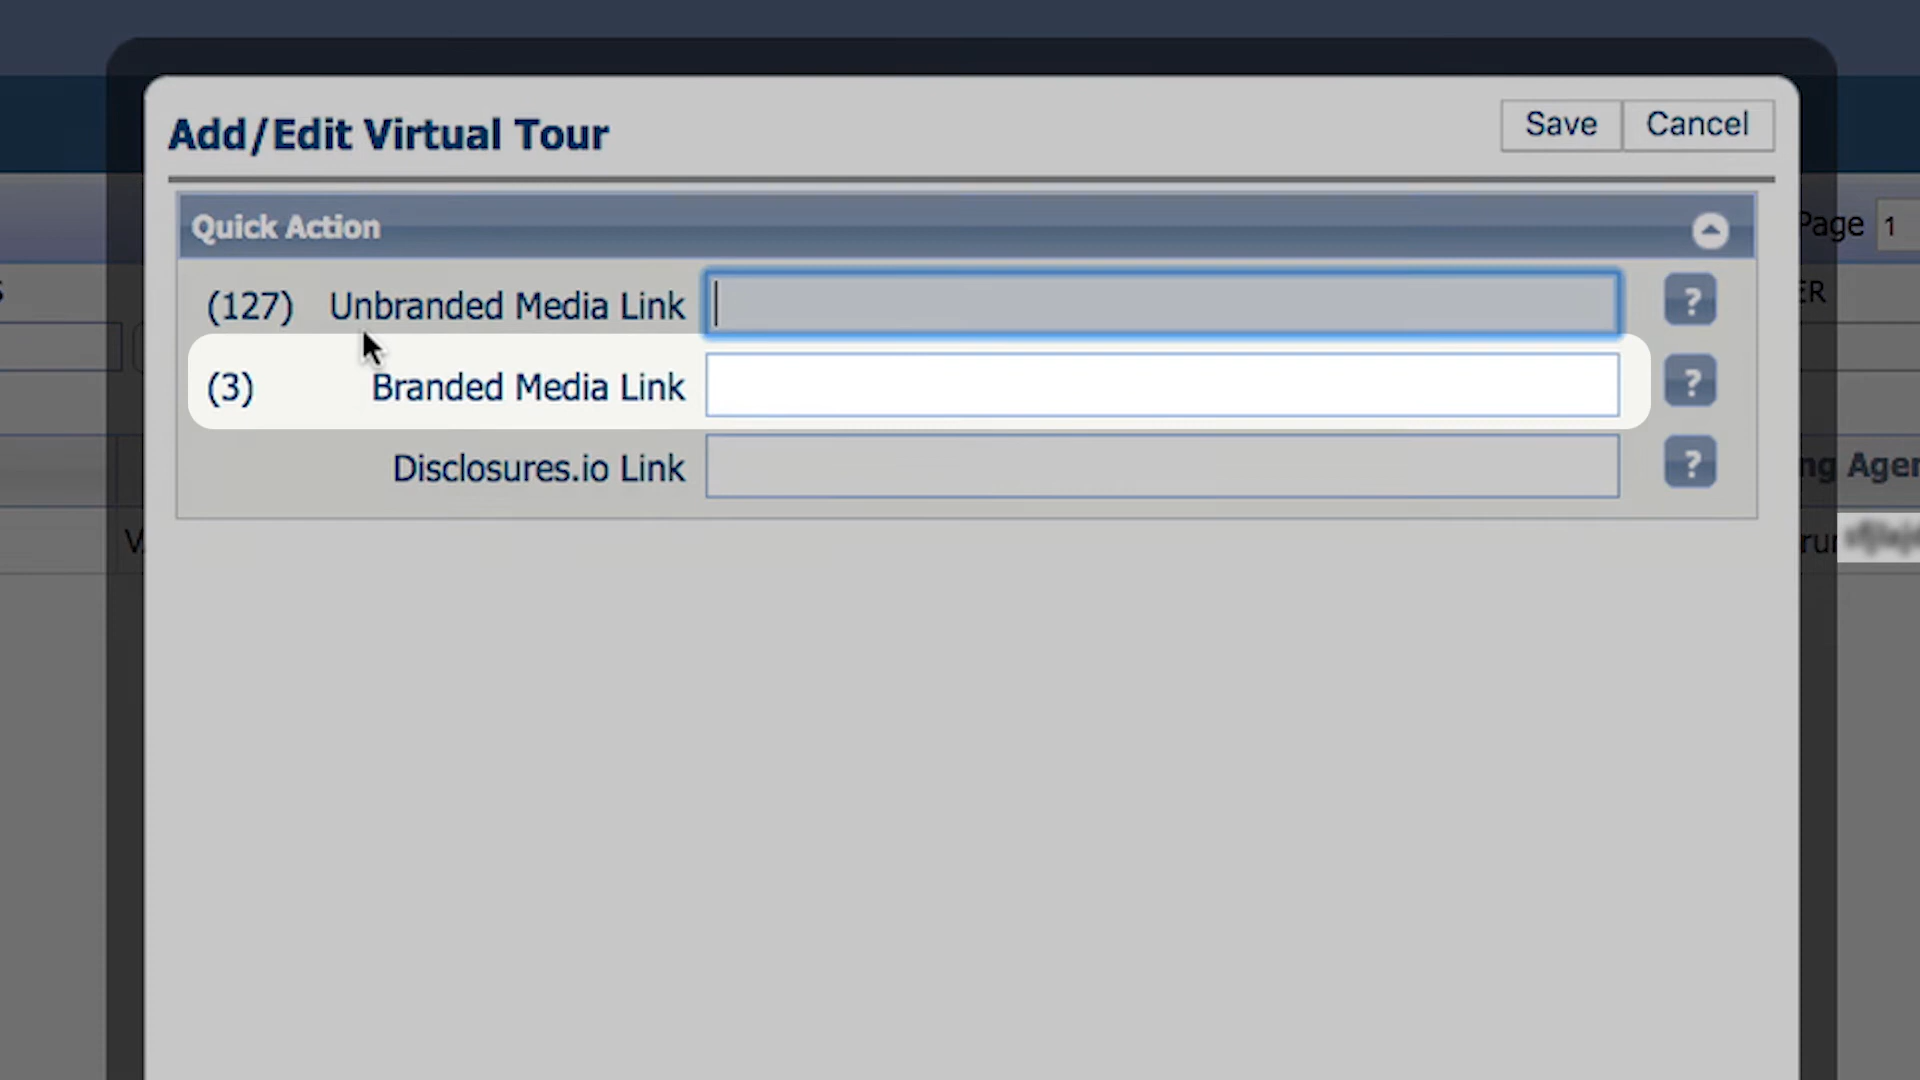 Add/Edit Virtual Tour
Save
Cancel
Quick Action
Page 1
(127) Unbranded Media Link
?
ER
(3) Branded Media Link
?
Disclosures.io Link
?
ng Agen